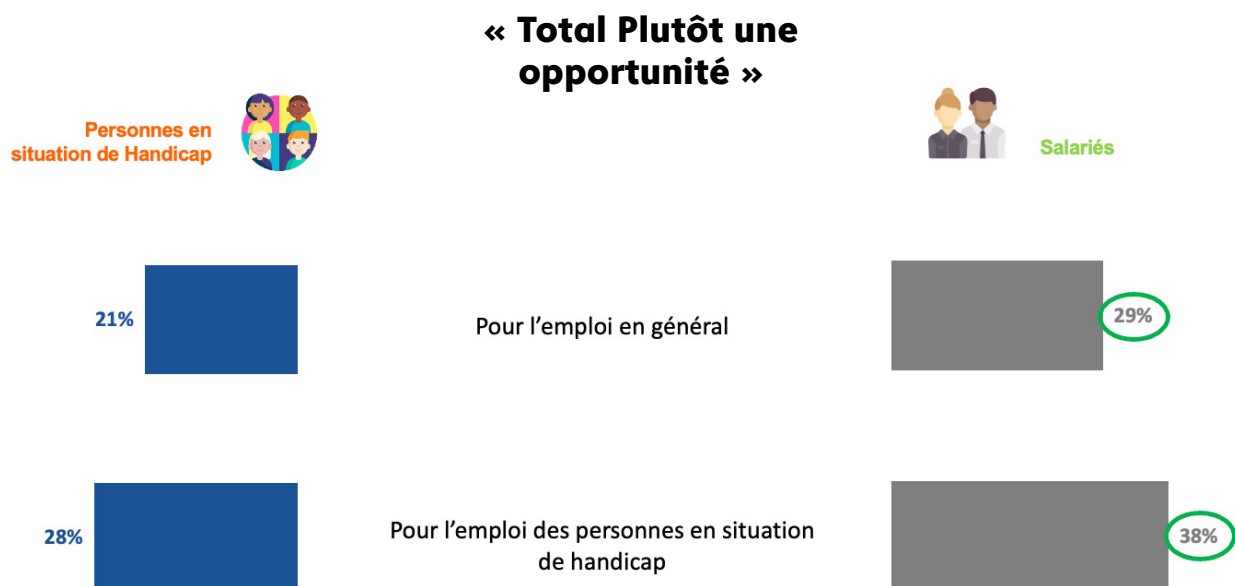 « Total Plutôt une
opportunité »
Personnes en
situation de Handicap
Salariés
21%
Pour l’emploi en général
29%
28%
Pour l’emploi des personnes en situation
de handicap
38%